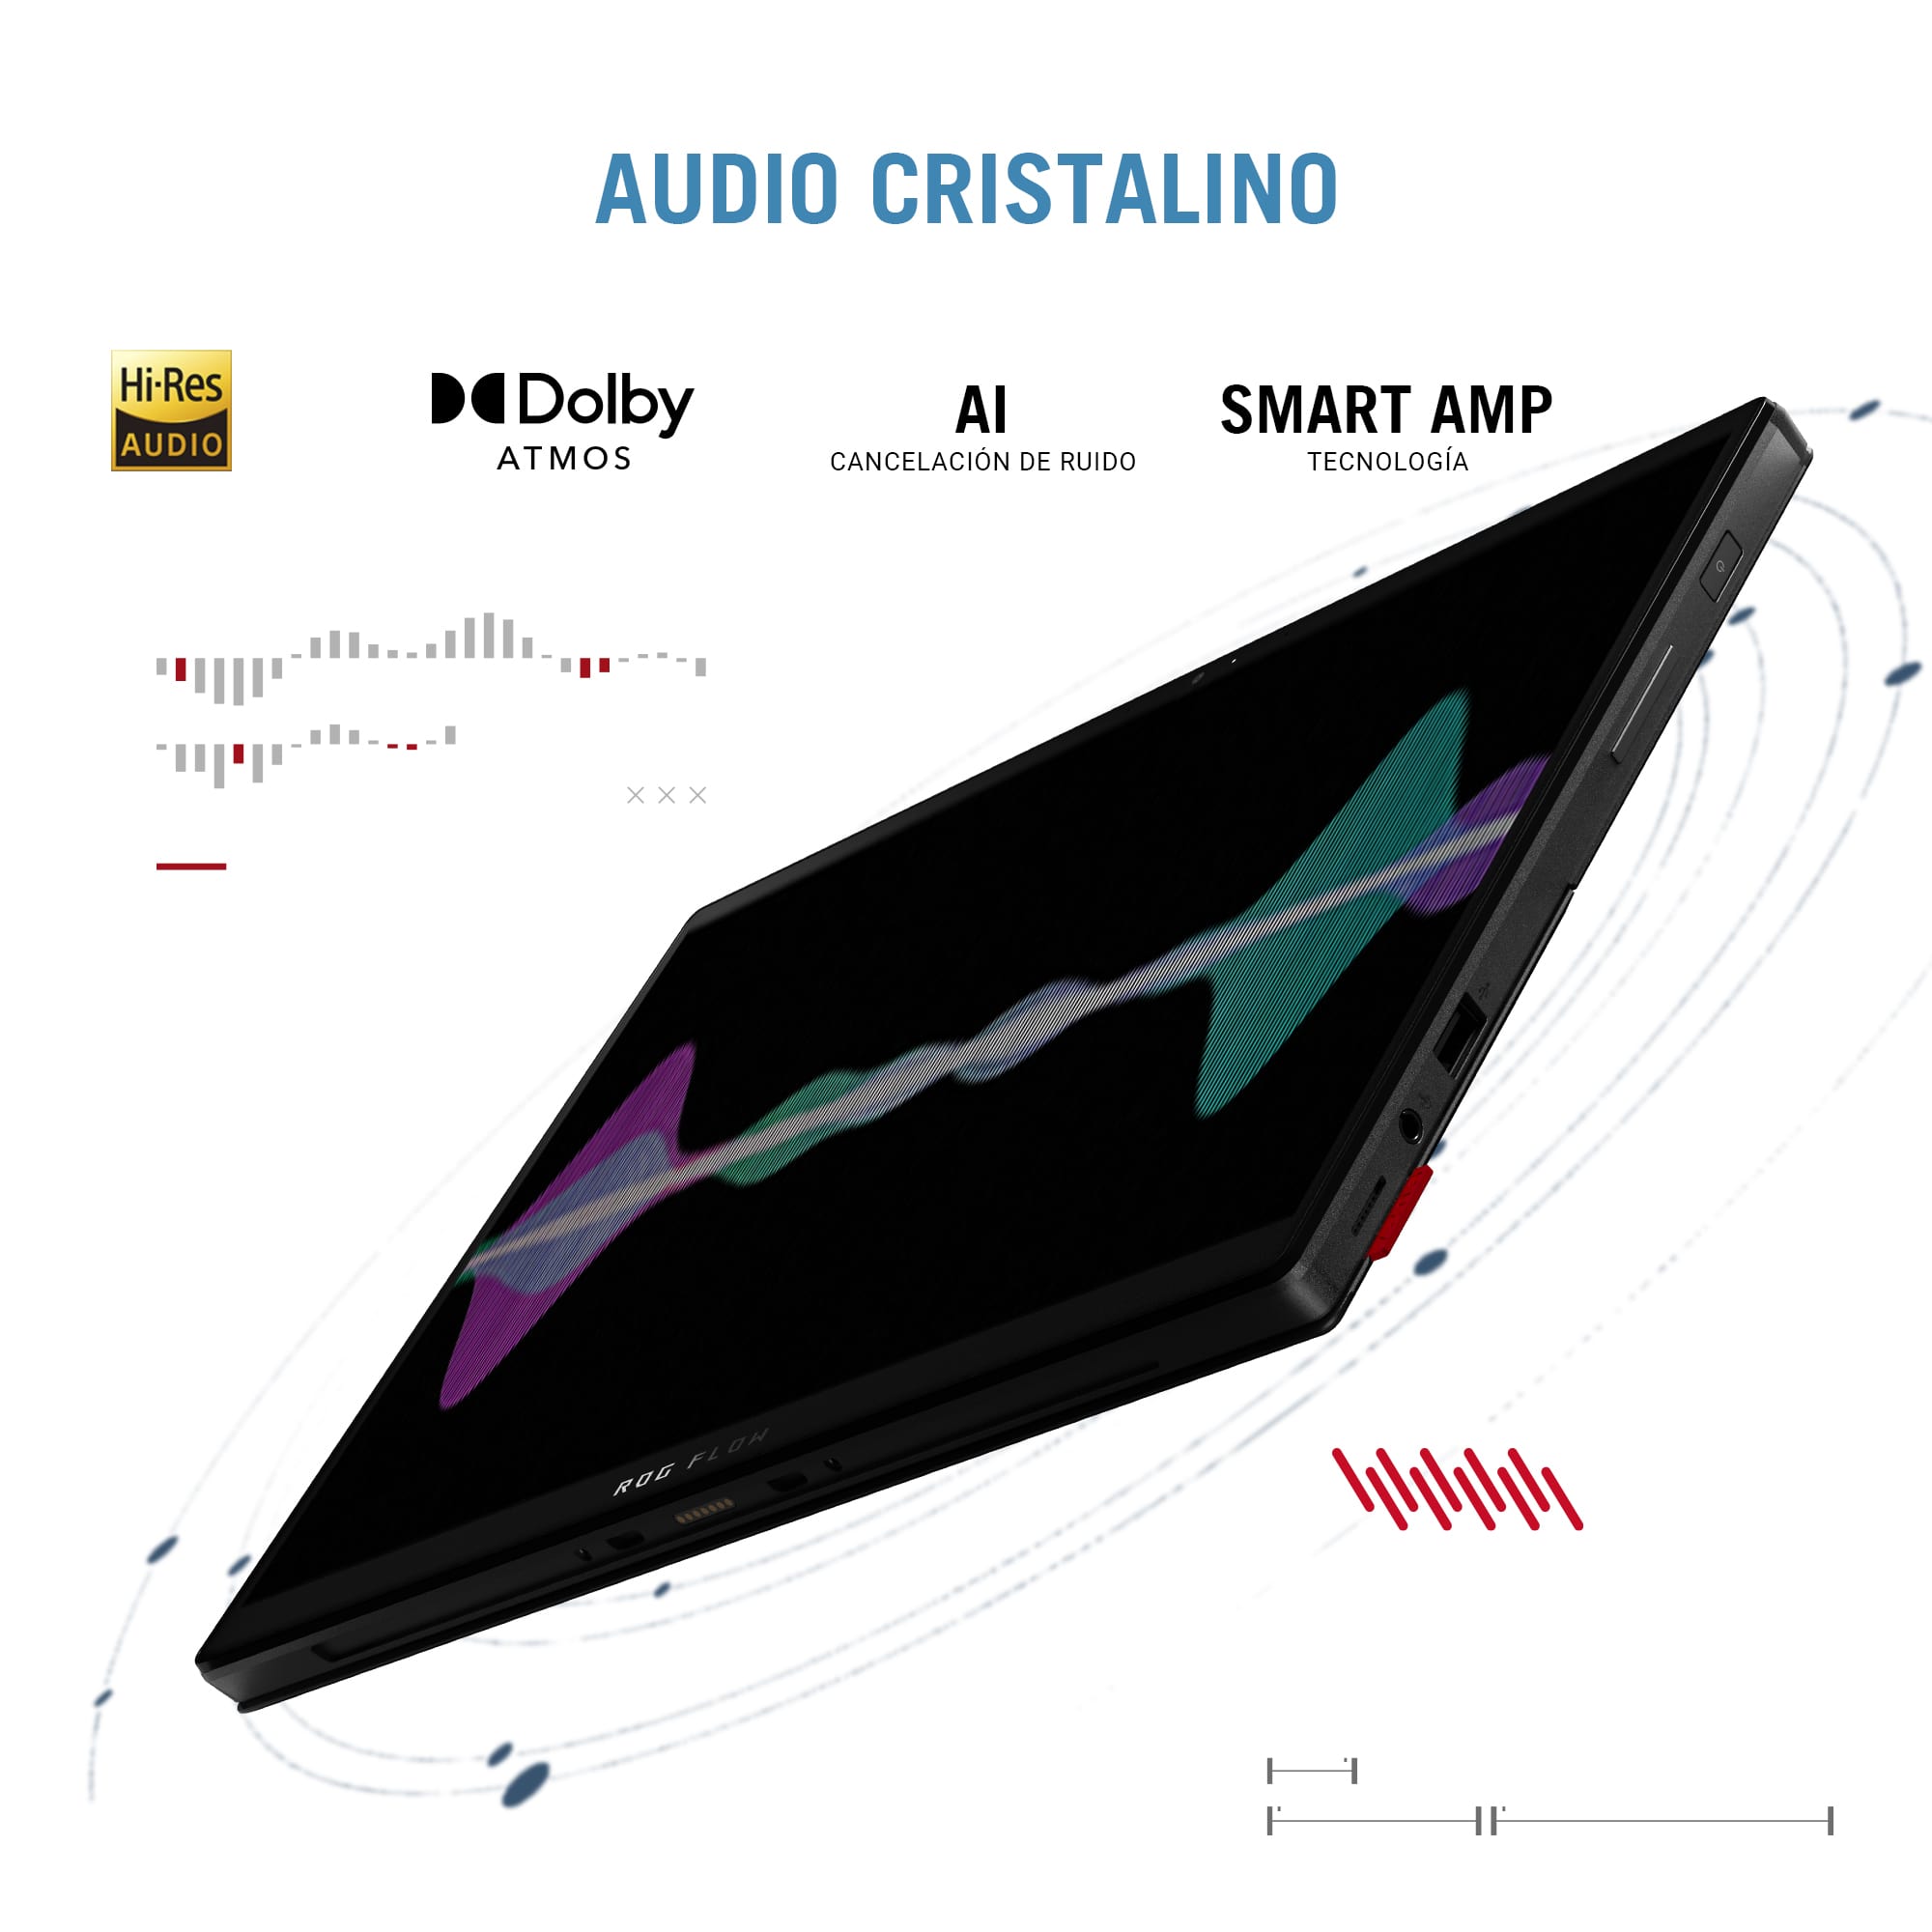 AUDIO CRISTALINO
Hi-Res
AUDIO
Dolby
ATMOS
AI
CANCELACIÓN DE RUIDO
SMART AMP
TECNOLOGÍA
ROG FLOW